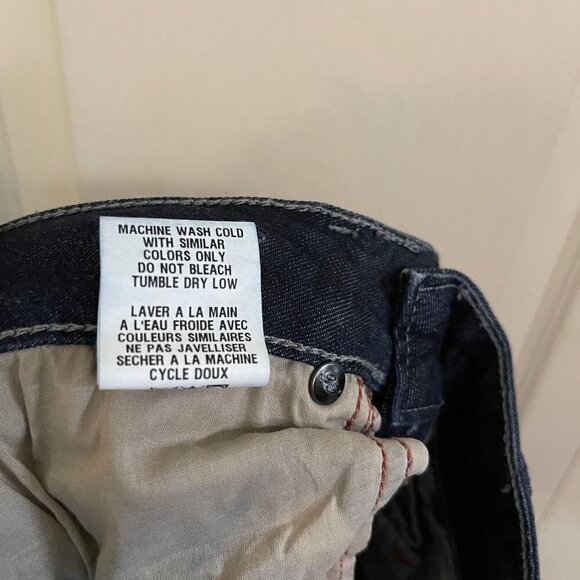 MACHINE WASH COLD
WITH SIMILAR
COLORS ONLY
DO NOT BLEACH
TUMBLE DRY LOW
LAVER A LA MAIN
A L'EAU FROIDE AVEC
COULEURS SIMILAIRES
NE PAS JAVELLISER
SECHER A LA MACHINE
CYCLE DOUX